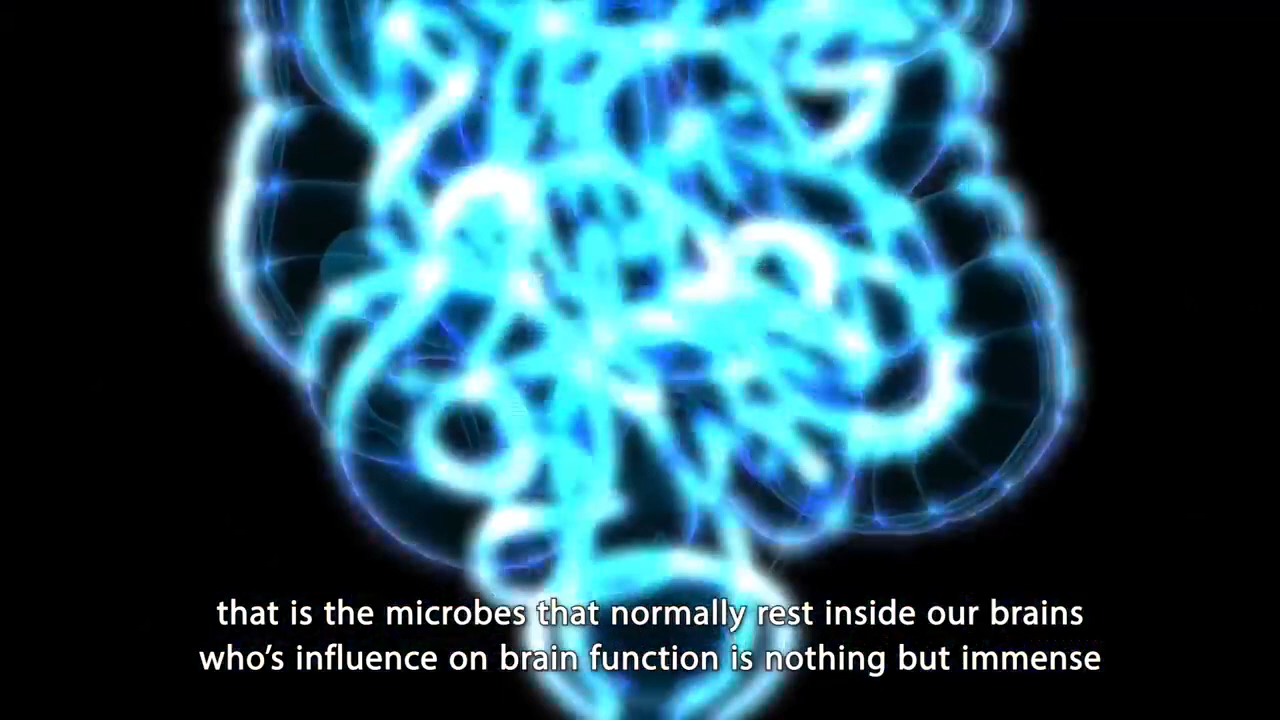 that is the microbes that normally rest inside our brains
who's influence on brain function is nothing but immense